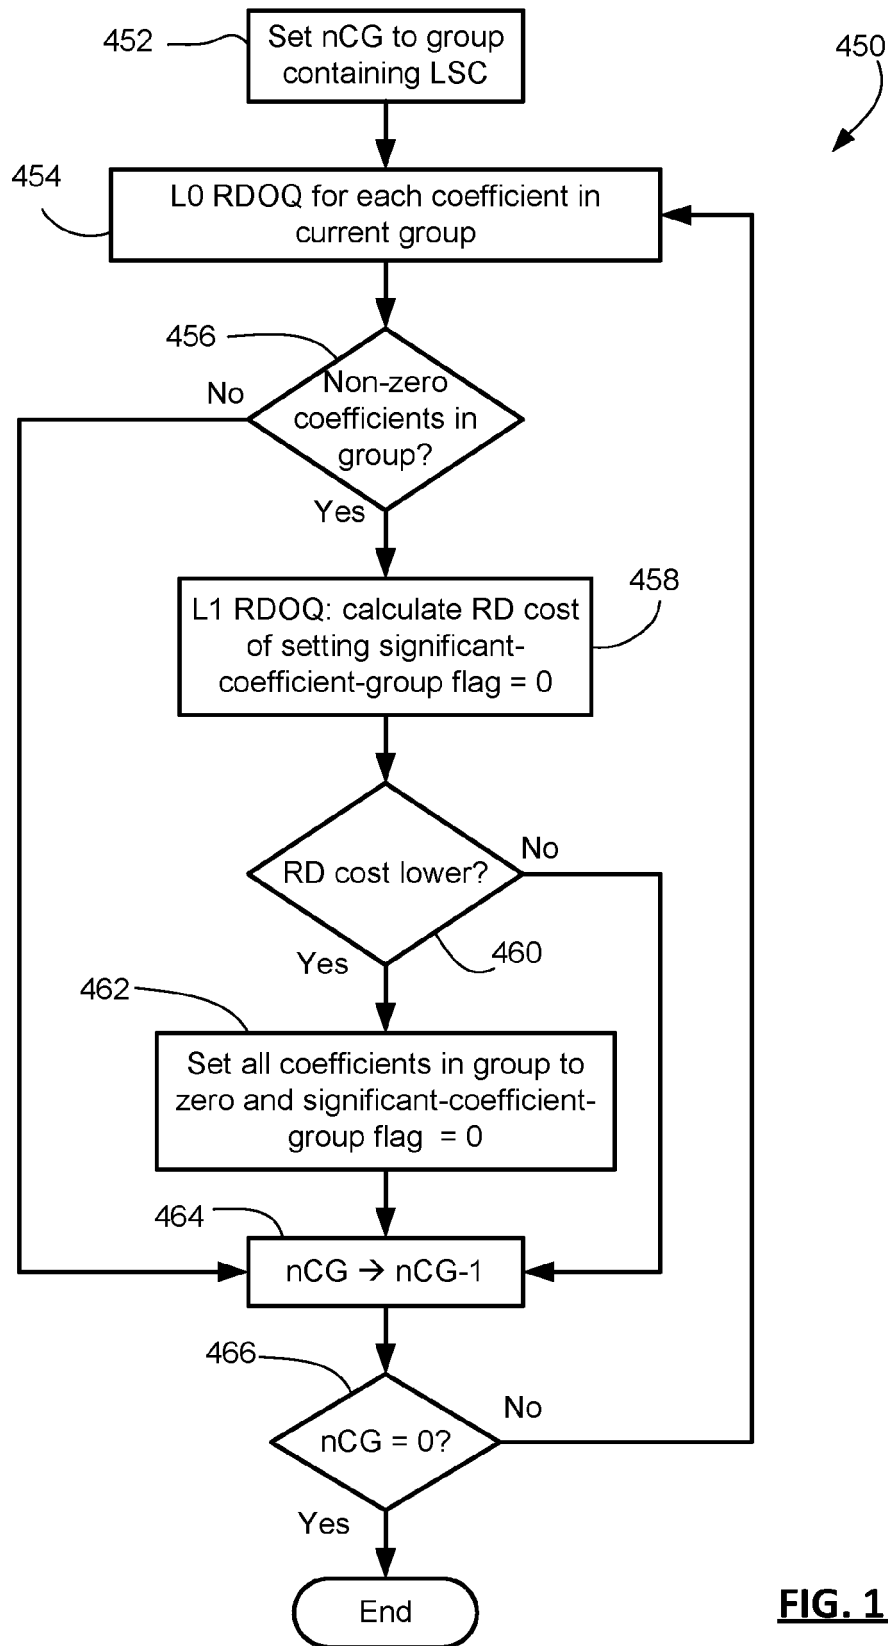 452
Set nCG to group
containing LSC
450
454
L0 RDOQ for each coefficient in
current group
456
No
Non-zero
coefficients in
group?
Yes
458
L1 RDOQ: calculate RD cost
of setting significant-
coefficient-group flag = 0
RD cost lower?
No
Yes
460
462
Set all coefficients in group to
zero and significant-coefficient-
group flag = 0
464
nCG → nCG-1
466
nCG = 0?
No
Yes
End
FIG. 1